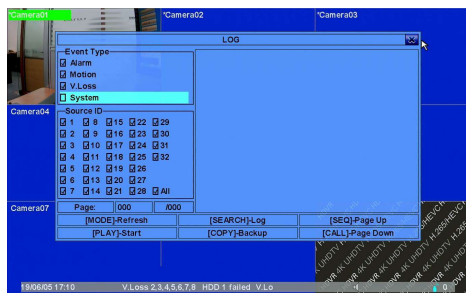 *Camera01 *Camera02 *Camera03
LOG
Event Type
Alarm
Motion
V.Loss
System
Camera04
Source ID
1 8 15 22 29
2 9 16 23 30
3 10 17 24 31
4 11 18 25 32
5 12 19 26
6 13 20 27
7 14 21 28 All
Camera07
Page: 000 /000
[MODE]-Refresh [SEARCH]-Log [SEQ]-Page Up
[PLAY]-Start [COPY]-Backup [CALL]-Page Down
19/06/05 17:10 V.Loss 2,3,4,5,6,7,8 HDD 1 failed V.Lo